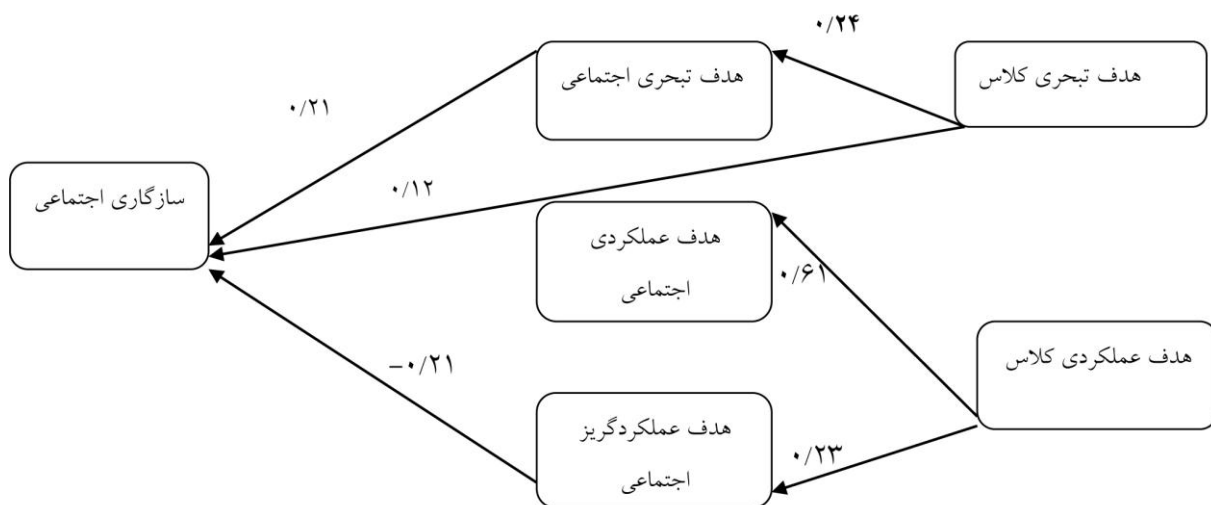 ۰/۲۴
هدف تبحری کلاس
هدف تبحری اجتماعی
۰/۲۱
۰/۱۲
سازگاری اجتماعی
هدف عملکردی
اجتماعی
۰/۶۱
هدف عملکردی کلاس
-۰/۲۱
هدف عملکردگریز
اجتماعی
۰/۲۳